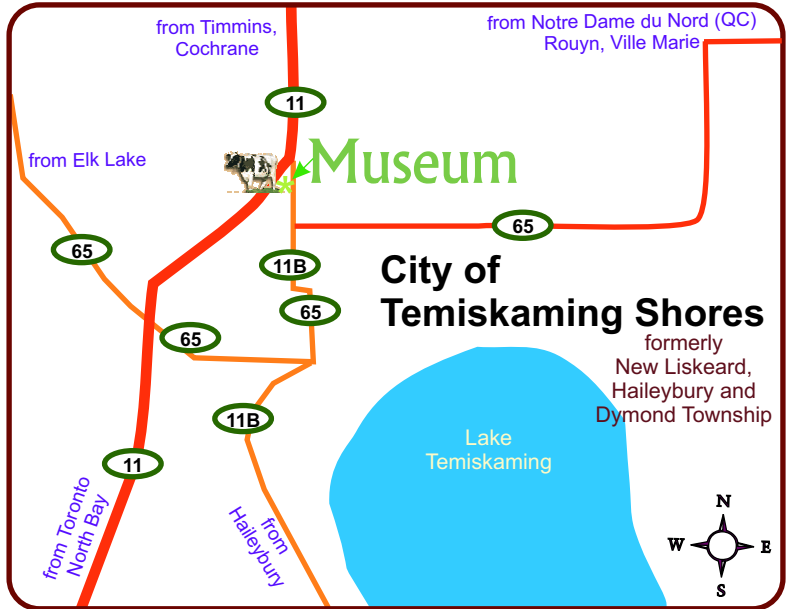 from Timmins,
Cochrane
from Notre Dame du Nord (QC)
Rouyn, Ville Marie
11
from Elk Lake
Museum
65
65
11B
City of
Temiskaming Shores
65
65
formerly
New Liskeard,
Haileybury and
Dymond Township
11B
Lake
Temiskaming
11
from Toronto
North Bay
from
Haileybury
N
W
E
S